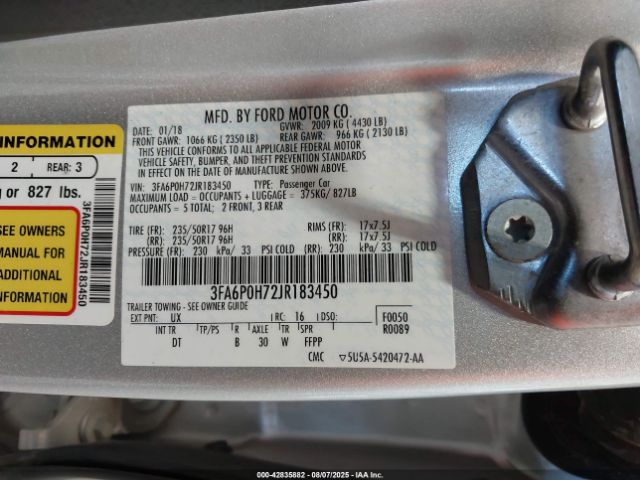 INFORMATION
2 REAR: 3
or 827 lbs.
SEE OWNERS
MANUAL FOR
ADDITIONAL
INFORMATION
3FA6P0H72JR183450
MFD. BY FORD MOTOR CO.
DATE: 01/18 GVWR: 2009 KG ( 4430 LB)
FRONT GAWR: 1066 KG ( 2350 LB) REAR GAWR: 966 KG ( 2130 LB)
THIS VEHICLE CONFORMS TO ALL APPLICABLE FEDERAL MOTOR
VEHICLE SAFETY, BUMPER, AND THEFT PREVENTION STANDARDS
IN EFFECT ON THE DATE OF MANUFACTURE SHOWN ABOVE.
VIN: 3FA6P0H72JR183450 TYPE: Passenger Car
MAXIMUM LOAD = OCCUPANTS + LUGGAGE = 375KG/ 827LB
OCCUPANTS = 5 TOTAL; 2 FRONT, 3 REAR
TIRE (FR): 235/50R17 96H RIMS (FR): 17x7.5J
(RR): 235/50R17 96H (RR): 17x7.5J
PRESSURE (FR): 230 kPa/ 33 PSI COLD (RR): 230 kPa/ 33 PSI COLD
3FA6P0H72JR183450
TRAILER TOWING - SEE OWNER GUIDE
EXT PNT: UX RC: 16 DSO: F0050
INT TR TP/PS R AXLE TR SPR R0089
DT B 30 W FFPP
CMC ▽5U5A-5420472-AA
000-42835882 - 08/07/2025 - IAAI.COM